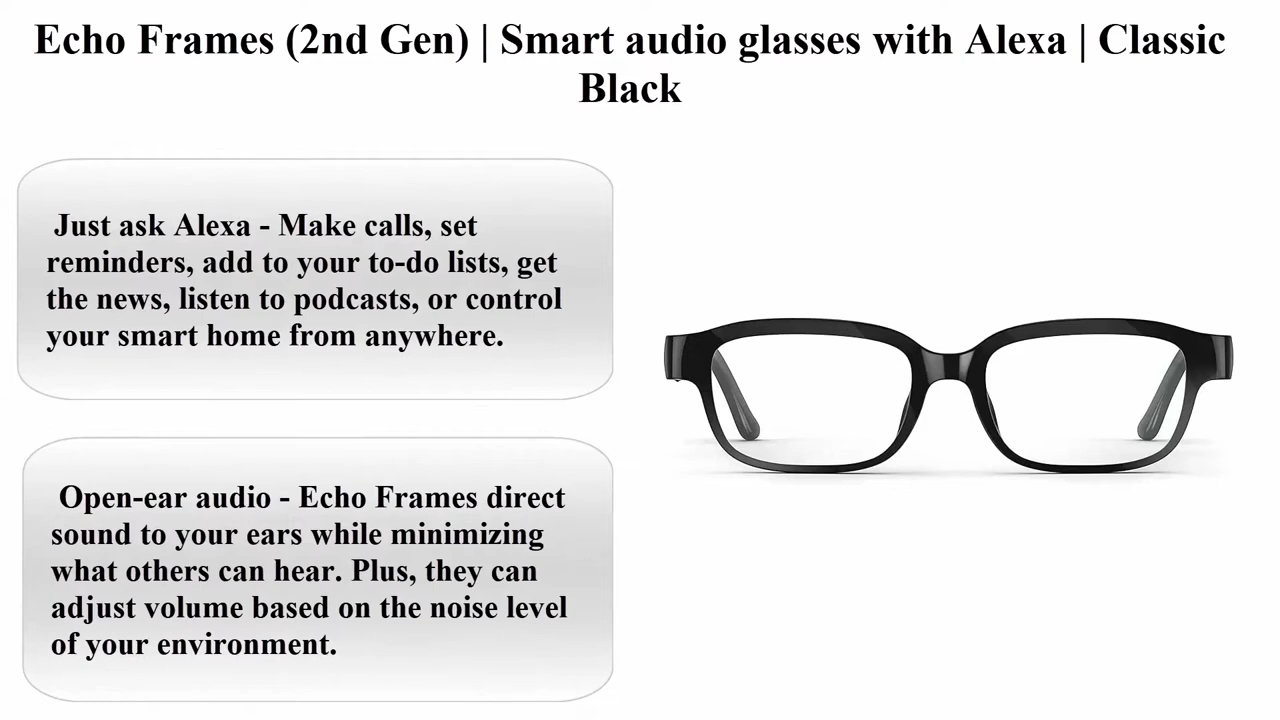 Echo Frames (2nd Gen) | Smart audio glasses with Alexa | Classic
Black
Just ask Alexa - Make calls, set
reminders, add to your to-do lists, get
the news, listen to podcasts, or control
your smart home from anywhere.
Open-ear audio - Echo Frames direct
sound to your ears while minimizing
what others can hear. Plus, they can
adjust volume based on the noise level
of your environment.